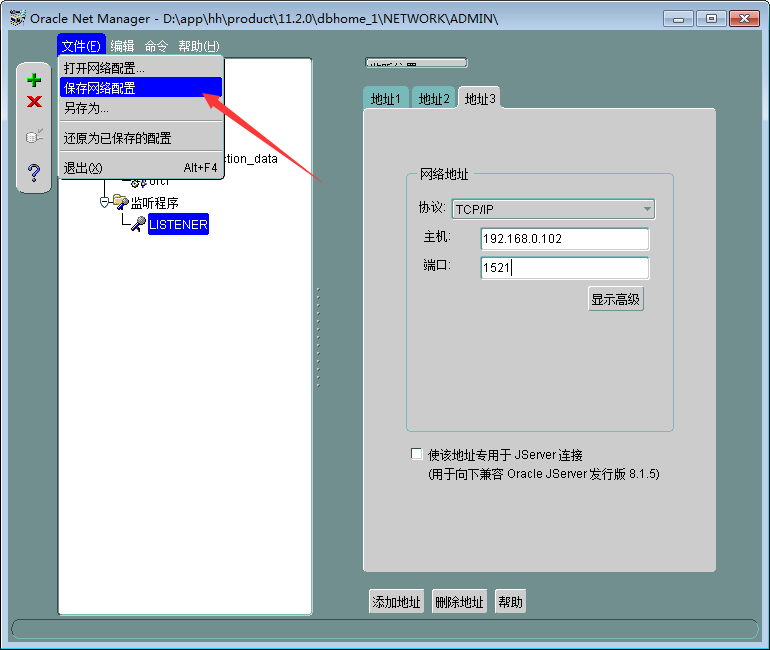 Oracle Net Manager - D:\app\hh\product\11.2.0\dbhome_1\NETWORK\ADMIN\
文件(F) 编辑 命令 帮助(H)
打开网络配置...
保存网络配置
另存为...
还原为已保存的配置
退出(X) Alt+F4
ction_data
orcl
监听程序
LISTENER
监听位置
地址1 地址2 地址3
网络地址
协议: TCP/IP
主机: 192.168.0.102
端口: 1521
显示高级
使该地址专用于 JServer 连接
(用于向下兼容 Oracle JServer 发行版 8.1.5)
添加地址 删除地址 帮助